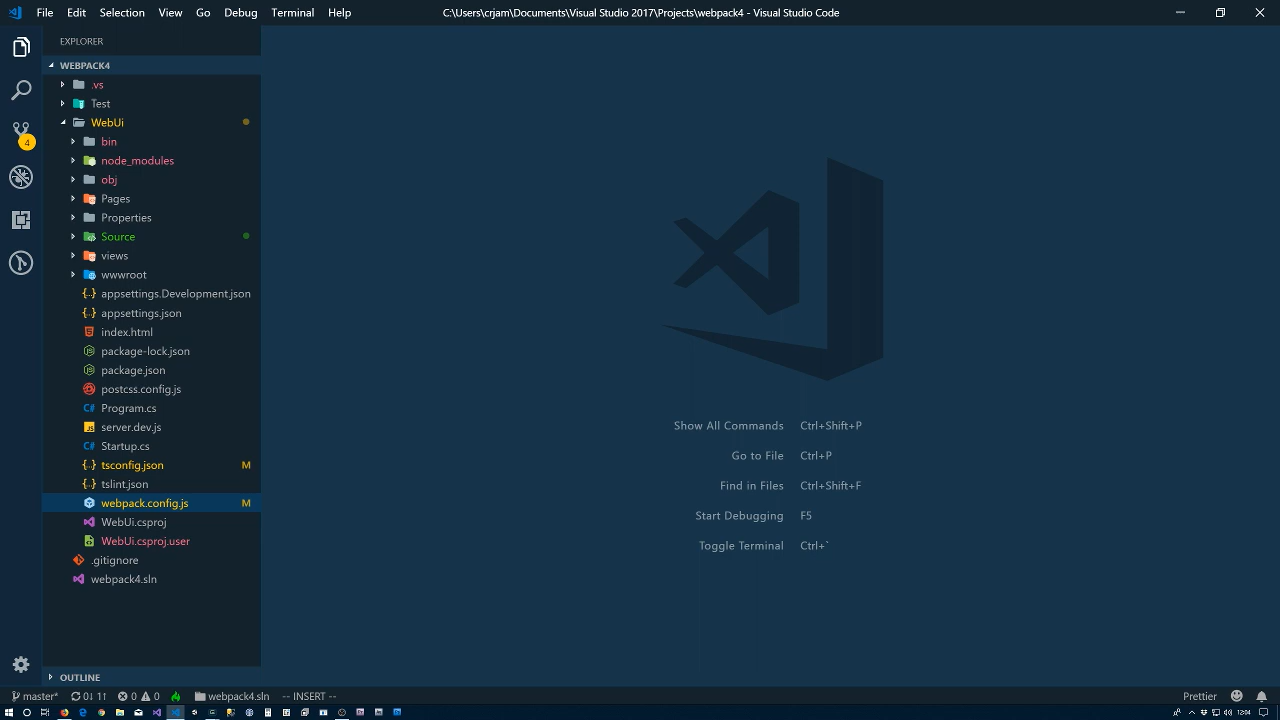 File Edit Selection View Go Debug Terminal Help C:\Users\crjam\Documents\Visual Studio 2017\Projects\webpack4 - Visual Studio Code
EXPLORER
WEBPACK4
.vs
Test
WebUi
4
bin
node_modules
obj
Pages
Properties
Source
views
wwwroot
appsettings.Development.json
appsettings.json
index.html
package-lock.json
package.json
postcss.config.js
Program.cs
server.dev.js
Startup.cs
tsconfig.json M
tslint.json
webpack.config.js M
WebUi.csproj
WebUi.csproj.user
.gitignore
webpack4.sln
Show All Commands Ctrl+Shift+P
Go to File Ctrl+P
Find in Files Ctrl+Shift+F
Start Debugging F5
Toggle Terminal Ctrl+`
OUTLINE
master* 0↓ 1↑ 0 0 webpack4.sln -- INSERT -- Prettier
12:04